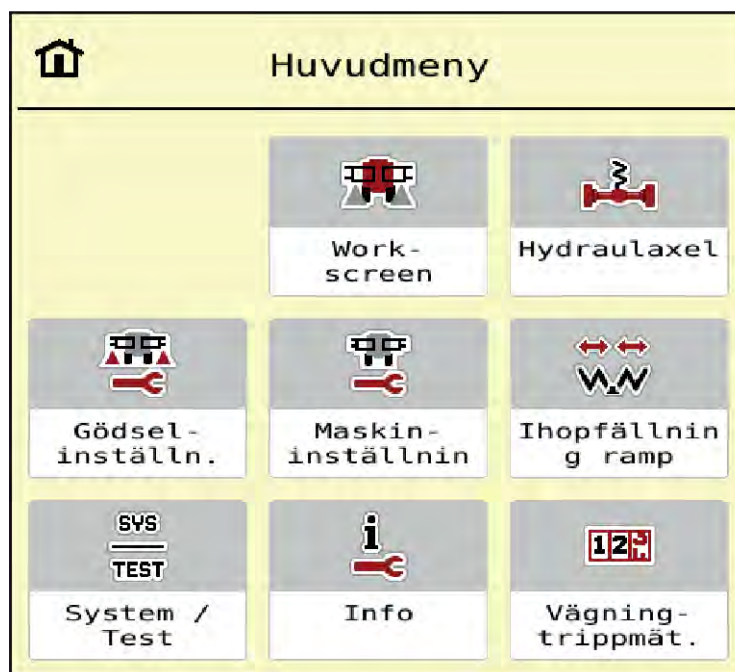 Huvudmeny
Work-
screen
Hydraulaxel
Gödsel-
inställn.
Maskin-
inställnin
Ihopfällnin
g ramp
SYS
TEST
System /
Test
i
Info
12
Vägning-
trippmät.